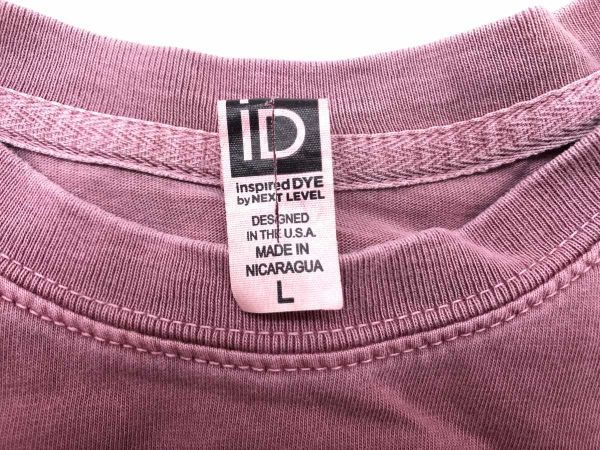 iD
inspired DYE
by NEXT LEVEL
DESIGNED
IN THE U.S.A.
MADE IN
NICARAGUA
L